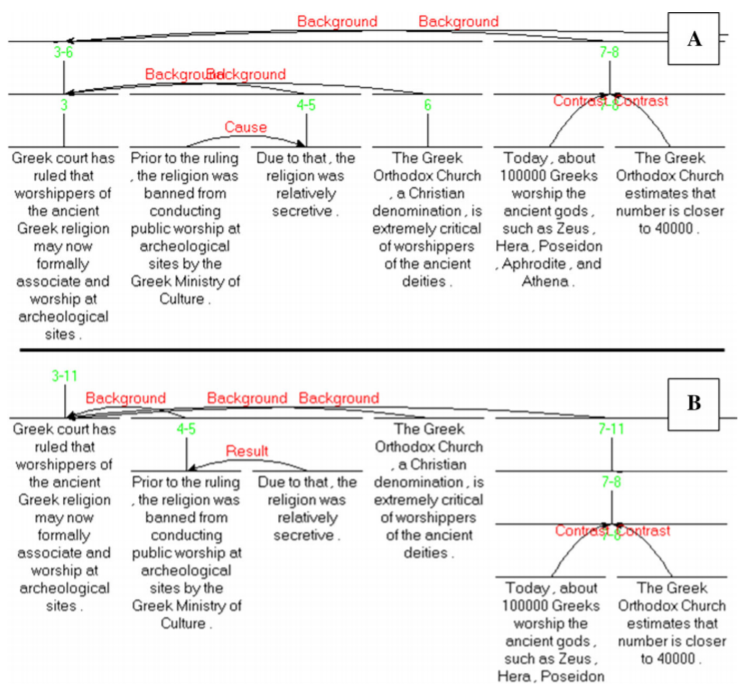 Background Background
A
3-6 7-8
Background Background
3 4-5 6 Contrast Contrast
7-8
Cause
Greek court has
ruled that
worshippers of
the ancient
Greek religion
may now
formally
associate and
worship at
archeological
sites .
Prior to the ruling
, the religion was
banned from
conducting
public worship at
archeological
sites by the
Greek Ministry of
Culture .
Due to that , the
religion was
relatively
secretive .
The Greek
Orthodox Church
, a Christian
denomination , is
extremely critical
of worshippers
of the ancient
deities .
Today , about
100000 Greeks
worship the
ancient gods ,
such as Zeus ,
Hera , Poseidon
, Aphrodite , and
Athena .
The Greek
Orthodox Church
estimates that
number is closer
to 40000 .
3-11
Background Background Background
B
Greek court has
ruled that
worshippers of
the ancient
Greek religion
may now
formally
associate and
worship at
archeological
sites .
4-5
Result
Prior to the ruling
, the religion was
banned from
conducting
public worship at
archeological
sites by the
Greek Ministry of
Culture .
Due to that , the
religion was
relatively
secretive .
The Greek
Orthodox Church
, a Christian
denomination , is
extremely critical
of worshippers
of the ancient
deities .
7-11
7-8
Contrast Contrast
7-8
Today , about
100000 Greeks
worship the
ancient gods ,
such as Zeus ,
Hera , Poseidon
The Greek
Orthodox Church
estimates that
number is closer
to 40000 .